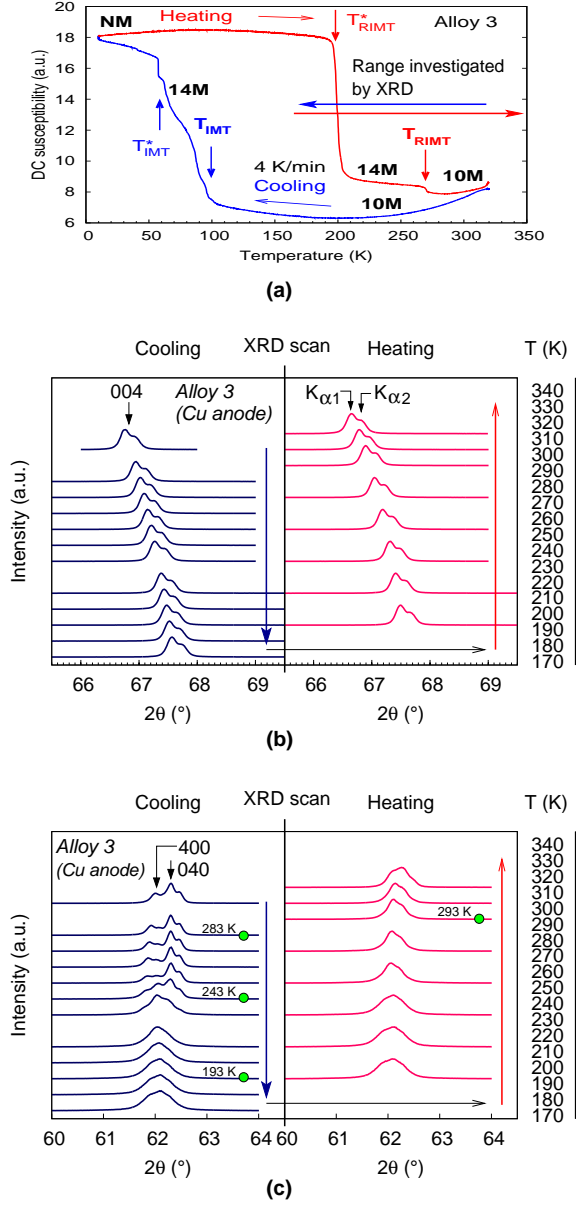 20
18
16
14
12
10
8
6
DC susceptibility (a.u.)
NM
Heating
T*RIMT
Alloy 3
Range investigated
by XRD
14M
TIMT
T*IMT
TRIMT
4 K/min
Cooling
14M
10M
10M
0 50 100 150 200 250 300 350
Temperature (K)
(a)
Cooling XRD scan Heating T (K)
004 Alloy 3
(Cu anode)
Kα1 Kα2
Intensity (a.u.)
340
330
320
310
300
290
280
270
260
250
240
230
220
210
200
190
180
170
66 67 68 69 66 67 68 69
2θ (°) 2θ (°)
(b)
Cooling XRD scan Heating T (K)
Alloy 3
(Cu anode)
400
040
283 K
243 K
193 K
293 K
Intensity (a.u.)
340
330
320
310
300
290
280
270
260
250
240
230
220
210
200
190
180
170
60 61 62 63 64 60 61 62 63 64
2θ (°) 2θ (°)
(c)